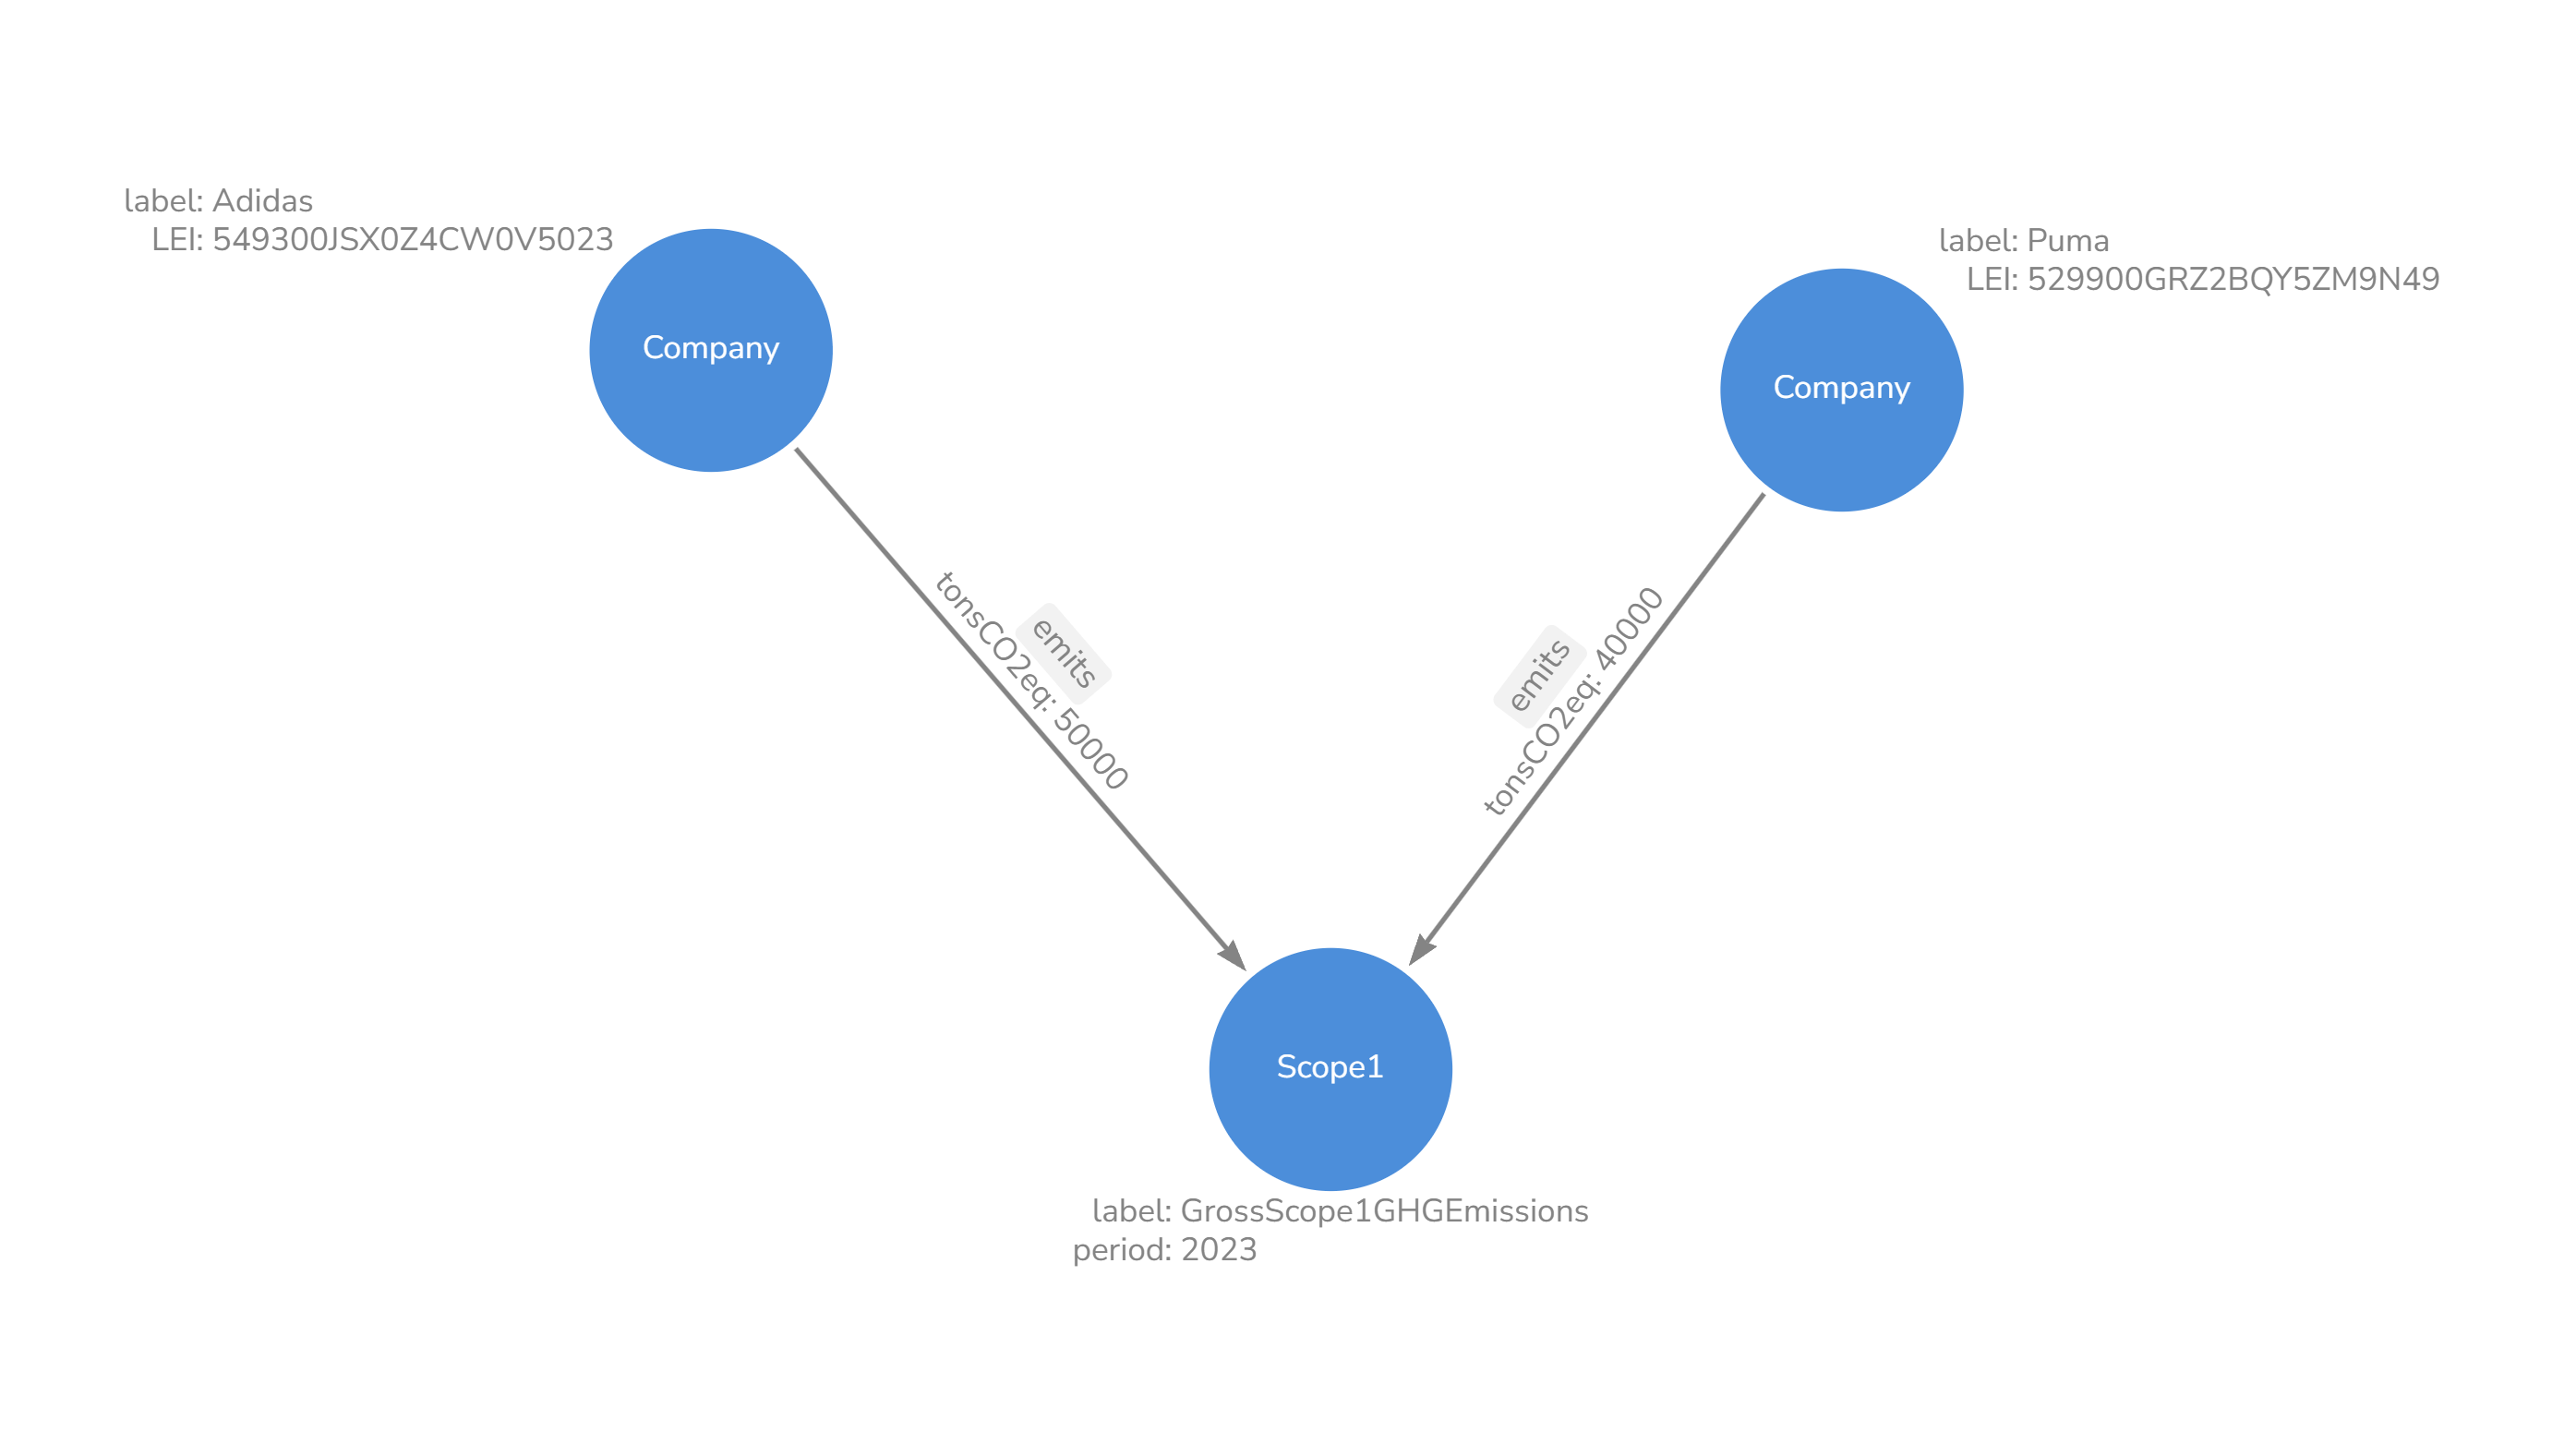 label: Adidas
LEI: 549300JSX0Z4CW0V5023
Company
label: Puma
LEI: 529900GRZ2BQY5ZM9N49
Company
emits
tonsCO2eq: 50000
emits
tonsCO2eq: 40000
Scope1
label: GrossScope1GHGEmissions
period: 2023